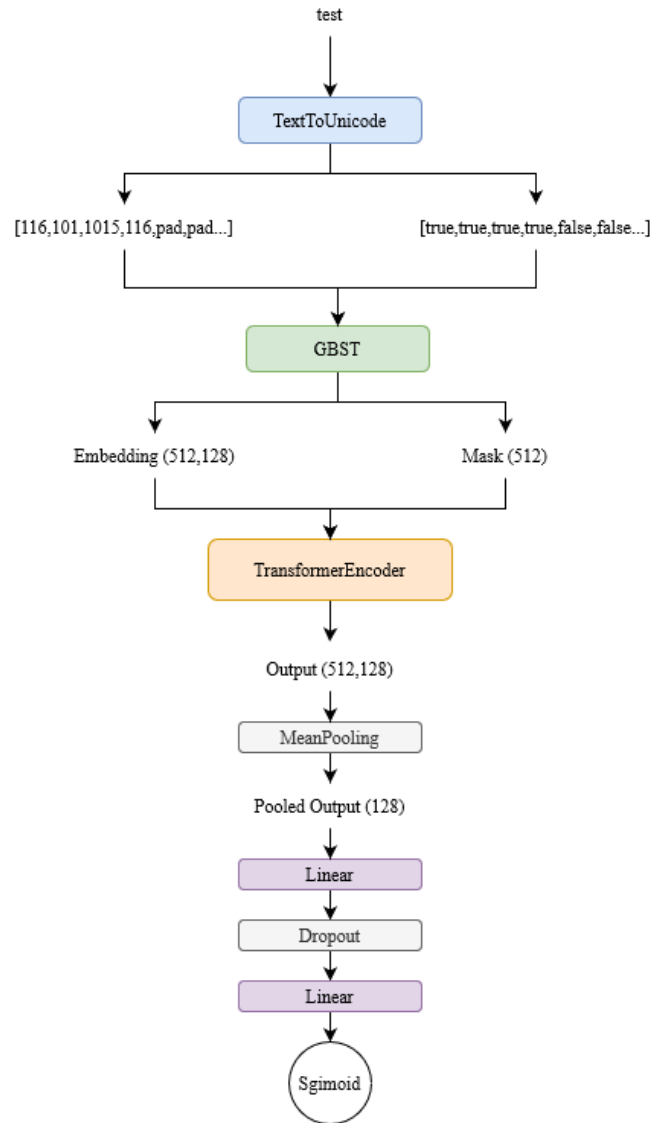 test
TextToUnicode
[116,101,1015,116,pad,pad...]
[true,true,true,true,false,false...]
GBST
Embedding (512,128)
Mask (512)
TransformerEncoder
Output (512,128)
MeanPooling
Pooled Output (128)
Linear
Dropout
Linear
Sgimoid